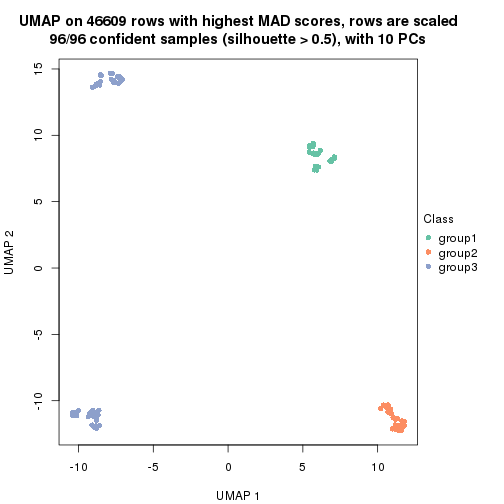 UMAP on 46609 rows with highest MAD scores, rows are scaled
96/96 confident samples (silhouette > 0.5), with 10 PCs
15
10
5
0
-5
-10
UMAP 2
-10 -5 0 5 10
UMAP 1
Class
group1
group2
group3